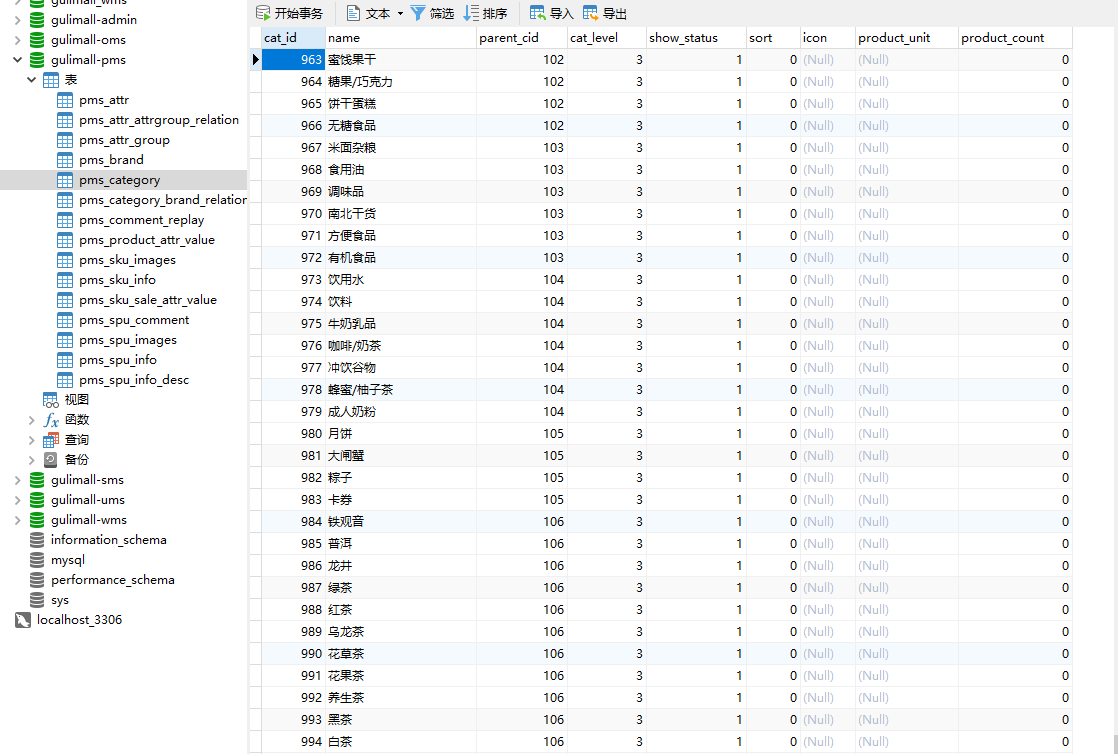 gulimall-wms
gulimall-admin
gulimall-oms
gulimall-pms
表
pms_attr
pms_attr_attrgroup_relation
pms_attr_group
pms_brand
pms_category
pms_category_brand_relation
pms_comment_replay
pms_product_attr_value
pms_sku_images
pms_sku_info
pms_sku_sale_attr_value
pms_spu_comment
pms_spu_images
pms_spu_info
pms_spu_info_desc
视图
函数
查询
备份
gulimall-sms
gulimall-ums
gulimall-wms
information_schema
mysql
performance_schema
sys
localhost_3306
开始事务 文本 筛选 排序 导入 导出
cat_id name parent_cid cat_level show_status sort icon product_unit product_count
963 蜜饯果干 102 3 1 0 (Null) (Null) 0
964 糖果/巧克力 102 3 1 0 (Null) (Null) 0
965 饼干蛋糕 102 3 1 0 (Null) (Null) 0
966 无糖食品 102 3 1 0 (Null) (Null) 0
967 米面杂粮 103 3 1 0 (Null) (Null) 0
968 食用油 103 3 1 0 (Null) (Null) 0
969 调味品 103 3 1 0 (Null) (Null) 0
970 南北干货 103 3 1 0 (Null) (Null) 0
971 方便食品 103 3 1 0 (Null) (Null) 0
972 有机食品 103 3 1 0 (Null) (Null) 0
973 饮用水 104 3 1 0 (Null) (Null) 0
974 饮料 104 3 1 0 (Null) (Null) 0
975 牛奶乳品 104 3 1 0 (Null) (Null) 0
976 咖啡/奶茶 104 3 1 0 (Null) (Null) 0
977 冲饮谷物 104 3 1 0 (Null) (Null) 0
978 蜂蜜/柚子茶 104 3 1 0 (Null) (Null) 0
979 成人奶粉 104 3 1 0 (Null) (Null) 0
980 月饼 105 3 1 0 (Null) (Null) 0
981 大闸蟹 105 3 1 0 (Null) (Null) 0
982 粽子 105 3 1 0 (Null) (Null) 0
983 卡券 105 3 1 0 (Null) (Null) 0
984 铁观音 106 3 1 0 (Null) (Null) 0
985 普洱 106 3 1 0 (Null) (Null) 0
986 龙井 106 3 1 0 (Null) (Null) 0
987 绿茶 106 3 1 0 (Null) (Null) 0
988 红茶 106 3 1 0 (Null) (Null) 0
989 乌龙茶 106 3 1 0 (Null) (Null) 0
990 花草茶 106 3 1 0 (Null) (Null) 0
991 花果茶 106 3 1 0 (Null) (Null) 0
992 养生茶 106 3 1 0 (Null) (Null) 0
993 黑茶 106 3 1 0 (Null) (Null) 0
994 白茶 106 3 1 0 (Null) (Null) 0